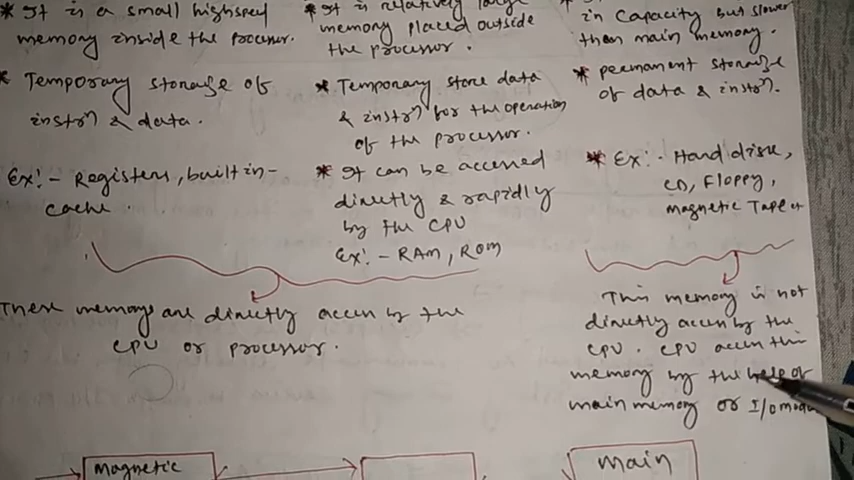 * It is a small highspeed
memory inside the processor.
* Temporary storage of
instrn & data.
Ex:- Registers, built in-
cache.
* It is relatively large
memory placed outside
the processor.
* Temporary store data
& instrn for the operation
of the processor.
* It can be accessed
directly & rapidly
by the CPU
Ex:- RAM, ROM
in capacity but slower
than main memory.
* permanent storage
of data & instrn.
* Ex:- Hard disk,
CD, Floppy,
magnetic Tape
These memory are directly access by the
CPU or processor.
This memory is not
directly access by the
CPU. CPU access this
memory by the help of
main memory or I/O
magnetic
main